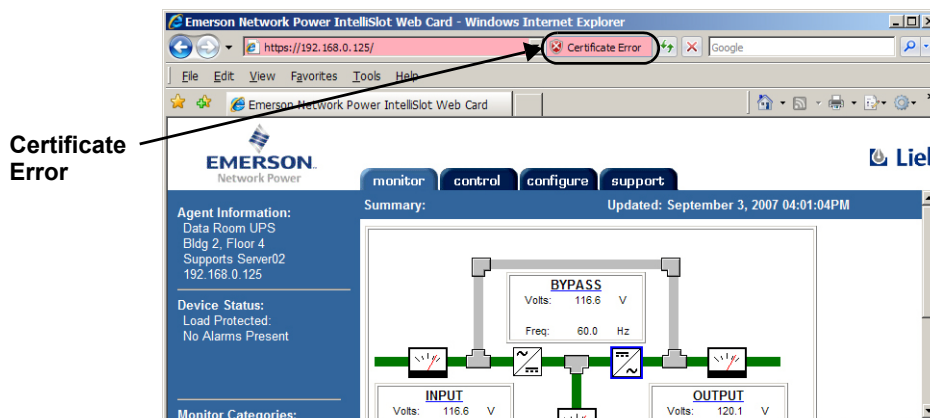 Emerson Network Power IntelliSlot Web Card - Windows Internet Explorer
https://192.168.0.125/
Certificate Error
Google
File Edit View Favorites Tools Help
Emerson Network Power IntelliSlot Web Card
Certificate
Error
EMERSON
Network Power
monitor control configure support
Summary: Updated: September 3, 2007 04:01:04PM
Agent Information:
Data Room UPS
Bldg 2, Floor 4
Supports Server02
192.168.0.125
Device Status:
Load Protected:
No Alarms Present
Monitor Categories:
BYPASS
Volts: 116.6 V
Freq: 60.0 Hz
INPUT
Volts: 116.6 V
OUTPUT
Volts: 120.1 V